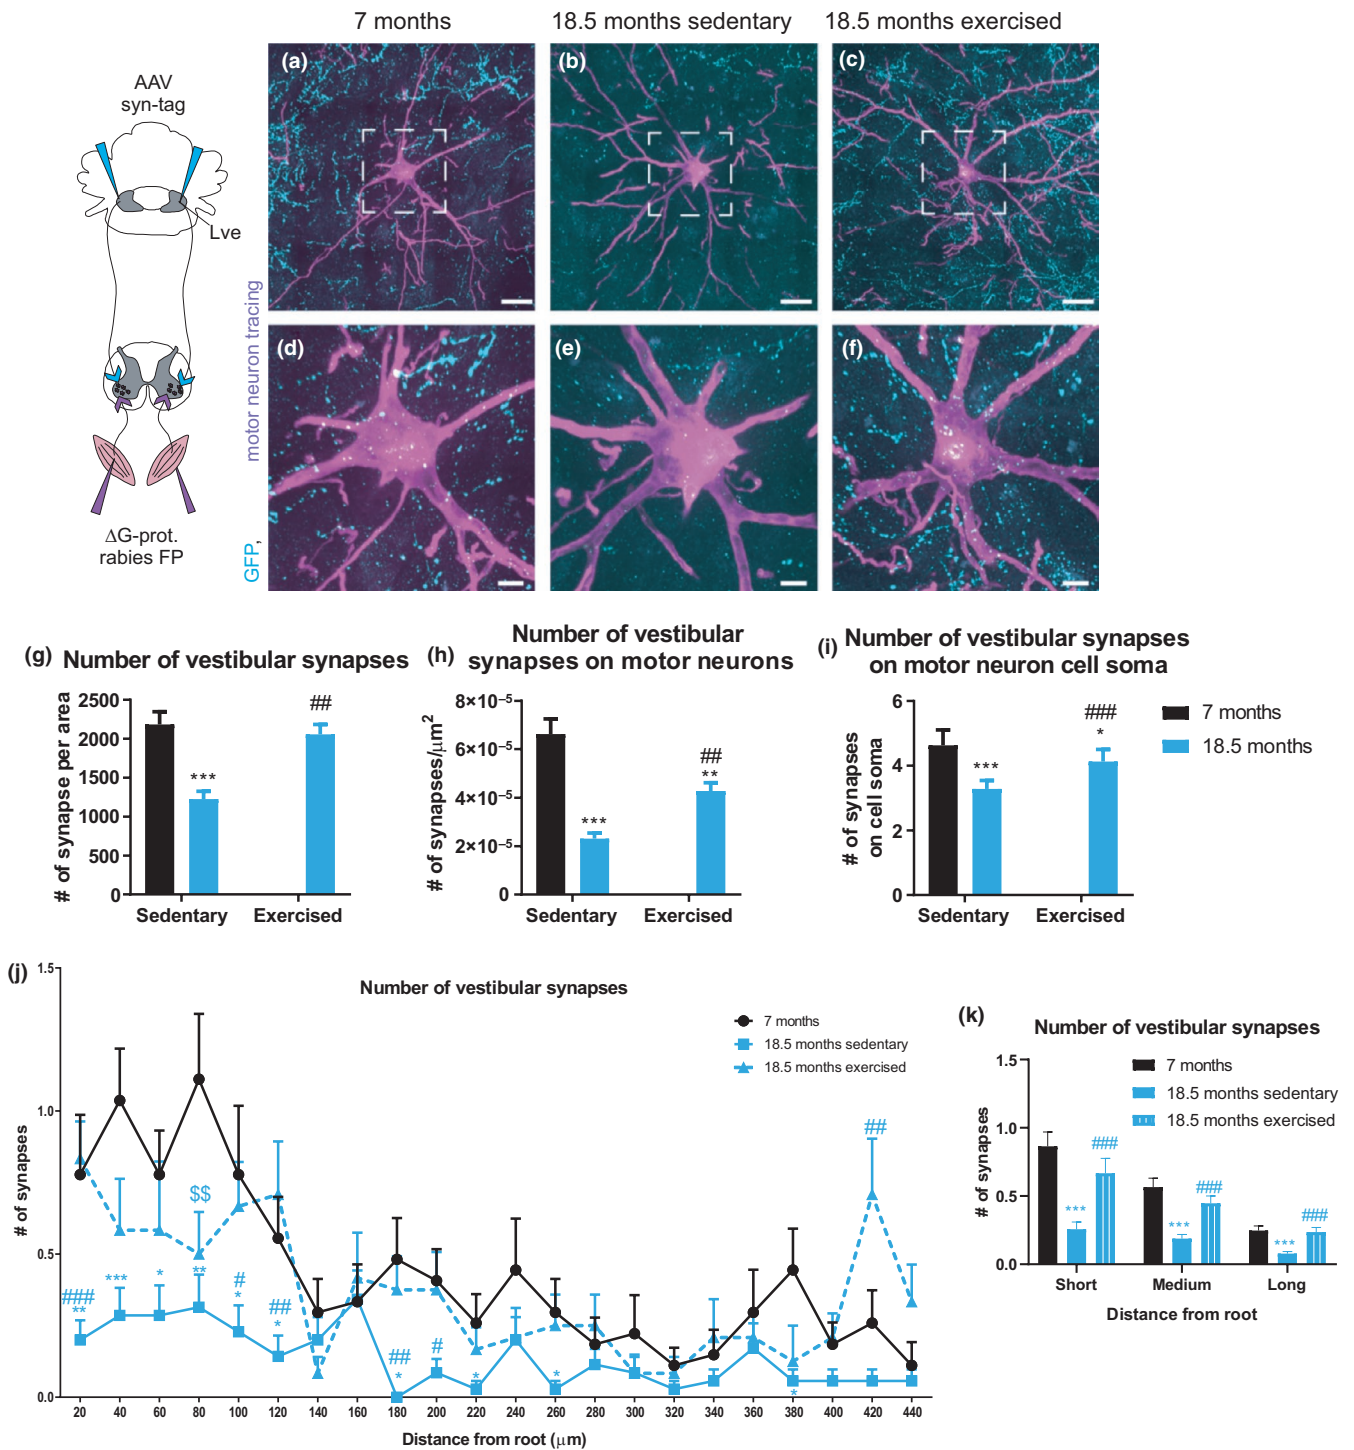 7 months
18.5 months sedentary
18.5 months exercised
AAV
syn-tag
Lve
ΔG-prot.
rabies FP
GFP, motor neuron tracing
(a)
(b)
(c)
(d)
(e)
(f)
(g) Number of vestibular synapses
# of synapse per area
2500
2000
1500
1000
500
0
***
##
Sedentary
Exercised
(h) Number of vestibular
synapses on motor neurons
# of synapses/μm²
8×10⁻⁵
6×10⁻⁵
4×10⁻⁵
2×10⁻⁵
0
***
##
**
Sedentary
Exercised
(i) Number of vestibular synapses
on motor neuron cell soma
# of synapses
on cell soma
6
4
2
0
***
###
*
Sedentary
Exercised
7 months
18.5 months
(j)
Number of vestibular synapses
# of synapses
1.5
1.0
0.5
0.0
7 months
18.5 months sedentary
18.5 months exercised
###
**
***
*
$$
**
#
*
##
*
##
*
#
*
*
*
##
20 40 60 80 100 120 140 160 180 200 220 240 260 280 300 320 340 360 380 400 420 440
Distance from root (μm)
(k)
Number of vestibular synapses
# of synapses
1.5
1.0
0.5
0.0
7 months
18.5 months sedentary
18.5 months exercised
***
###
***
###
***
###
Short
Medium
Long
Distance from root